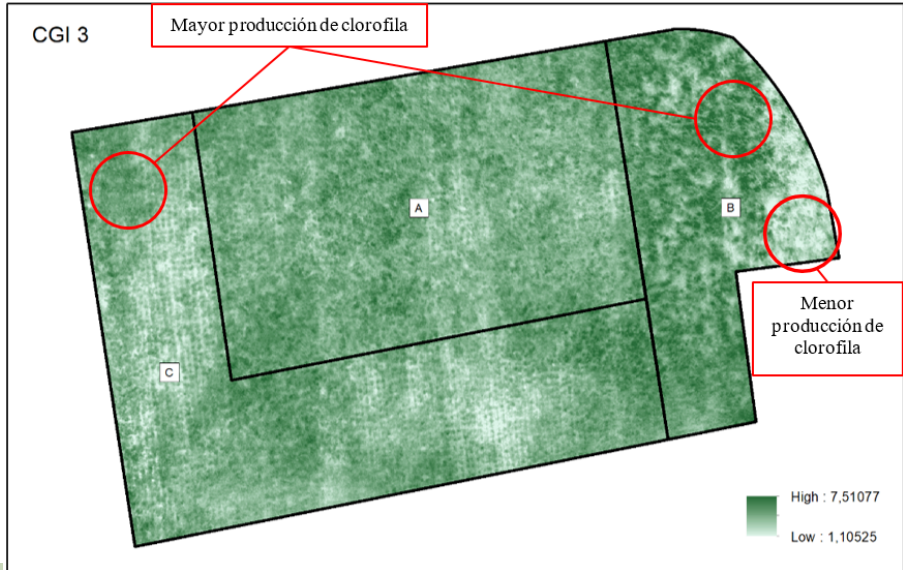 CGI 3
Mayor producción de clorofila
A
B
C
Menor
producción de
clorofila
High : 7,51077
Low : 1,10525